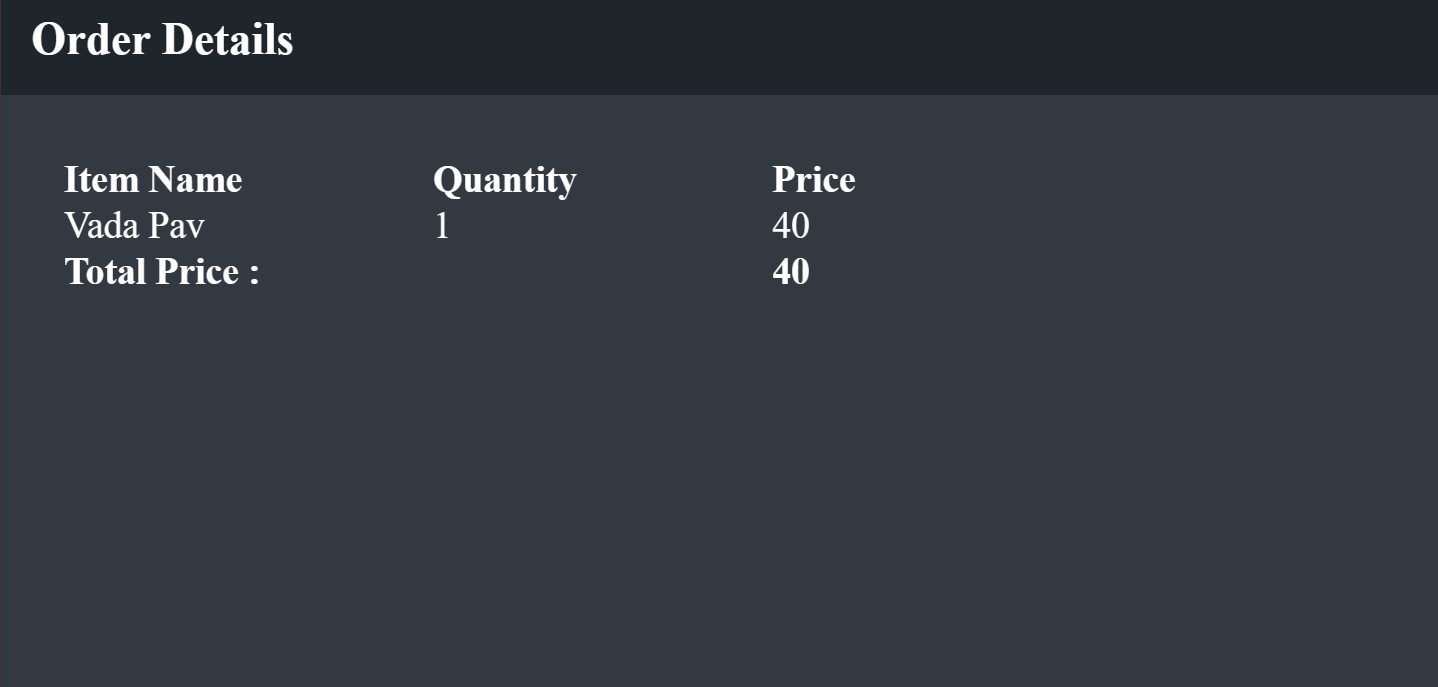 Order Details
Item Name Quantity Price
Vada Pav 1 40
Total Price : 40